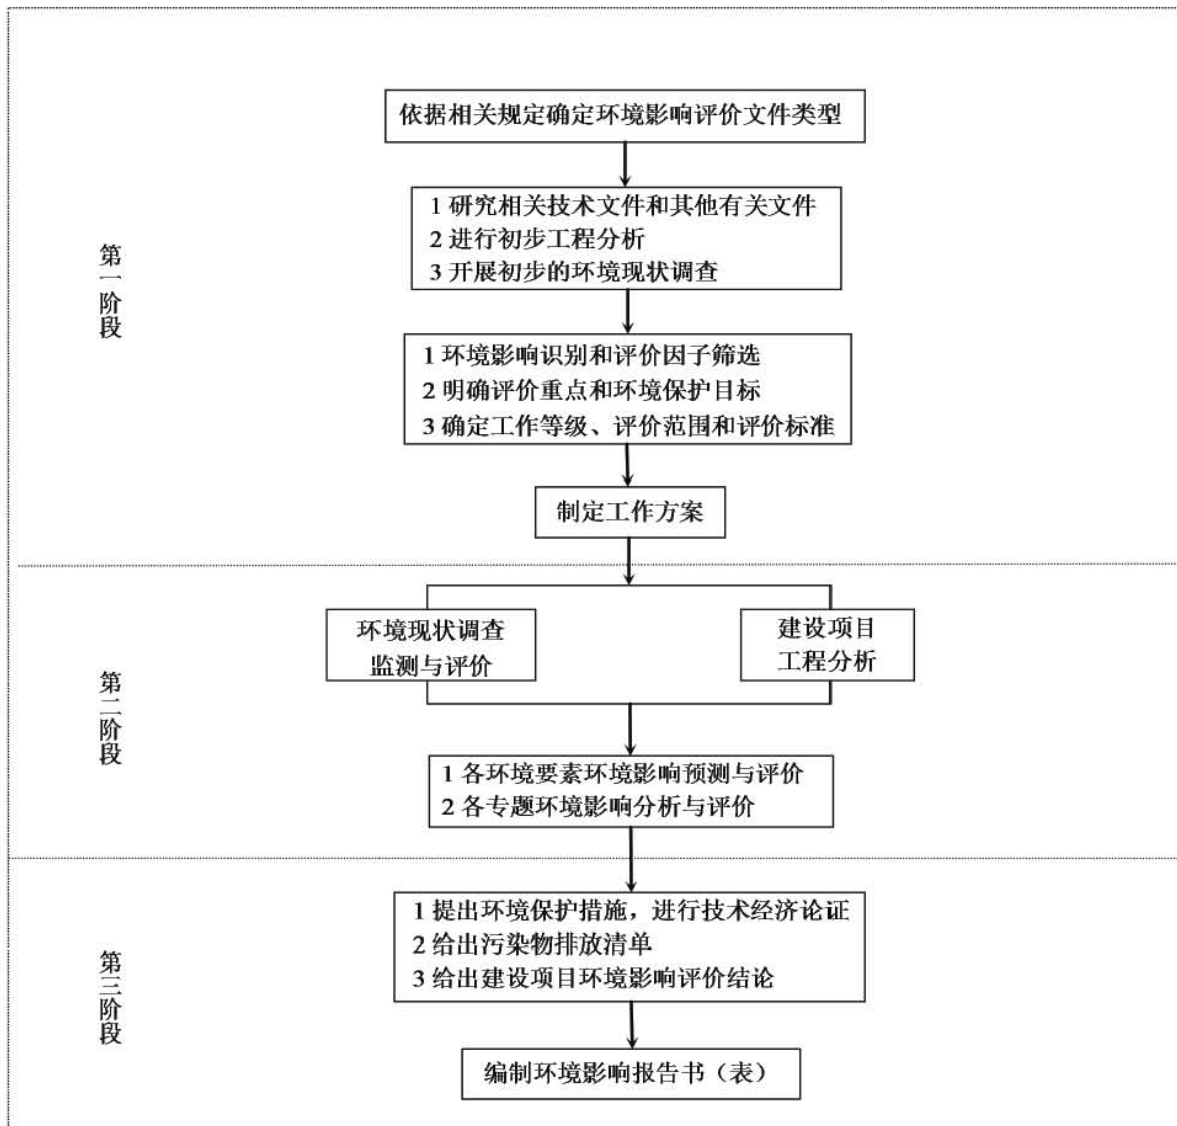 依据相关规定确定环境影响评价文件类型
1 研究相关技术文件和其他有关文件
2 进行初步工程分析
3 开展初步的环境现状调查
第一阶段
1 环境影响识别和评价因子筛选
2 明确评价重点和环境保护目标
3 确定工作等级、评价范围和评价标准
制定工作方案
环境现状调查
监测与评价
建设项目
工程分析
第二阶段
1 各环境要素环境影响预测与评价
2 各专题环境影响分析与评价
1 提出环境保护措施，进行技术经济论证
2 给出污染物排放清单
3 给出建设项目环境影响评价结论
第三阶段
编制环境影响报告书（表）